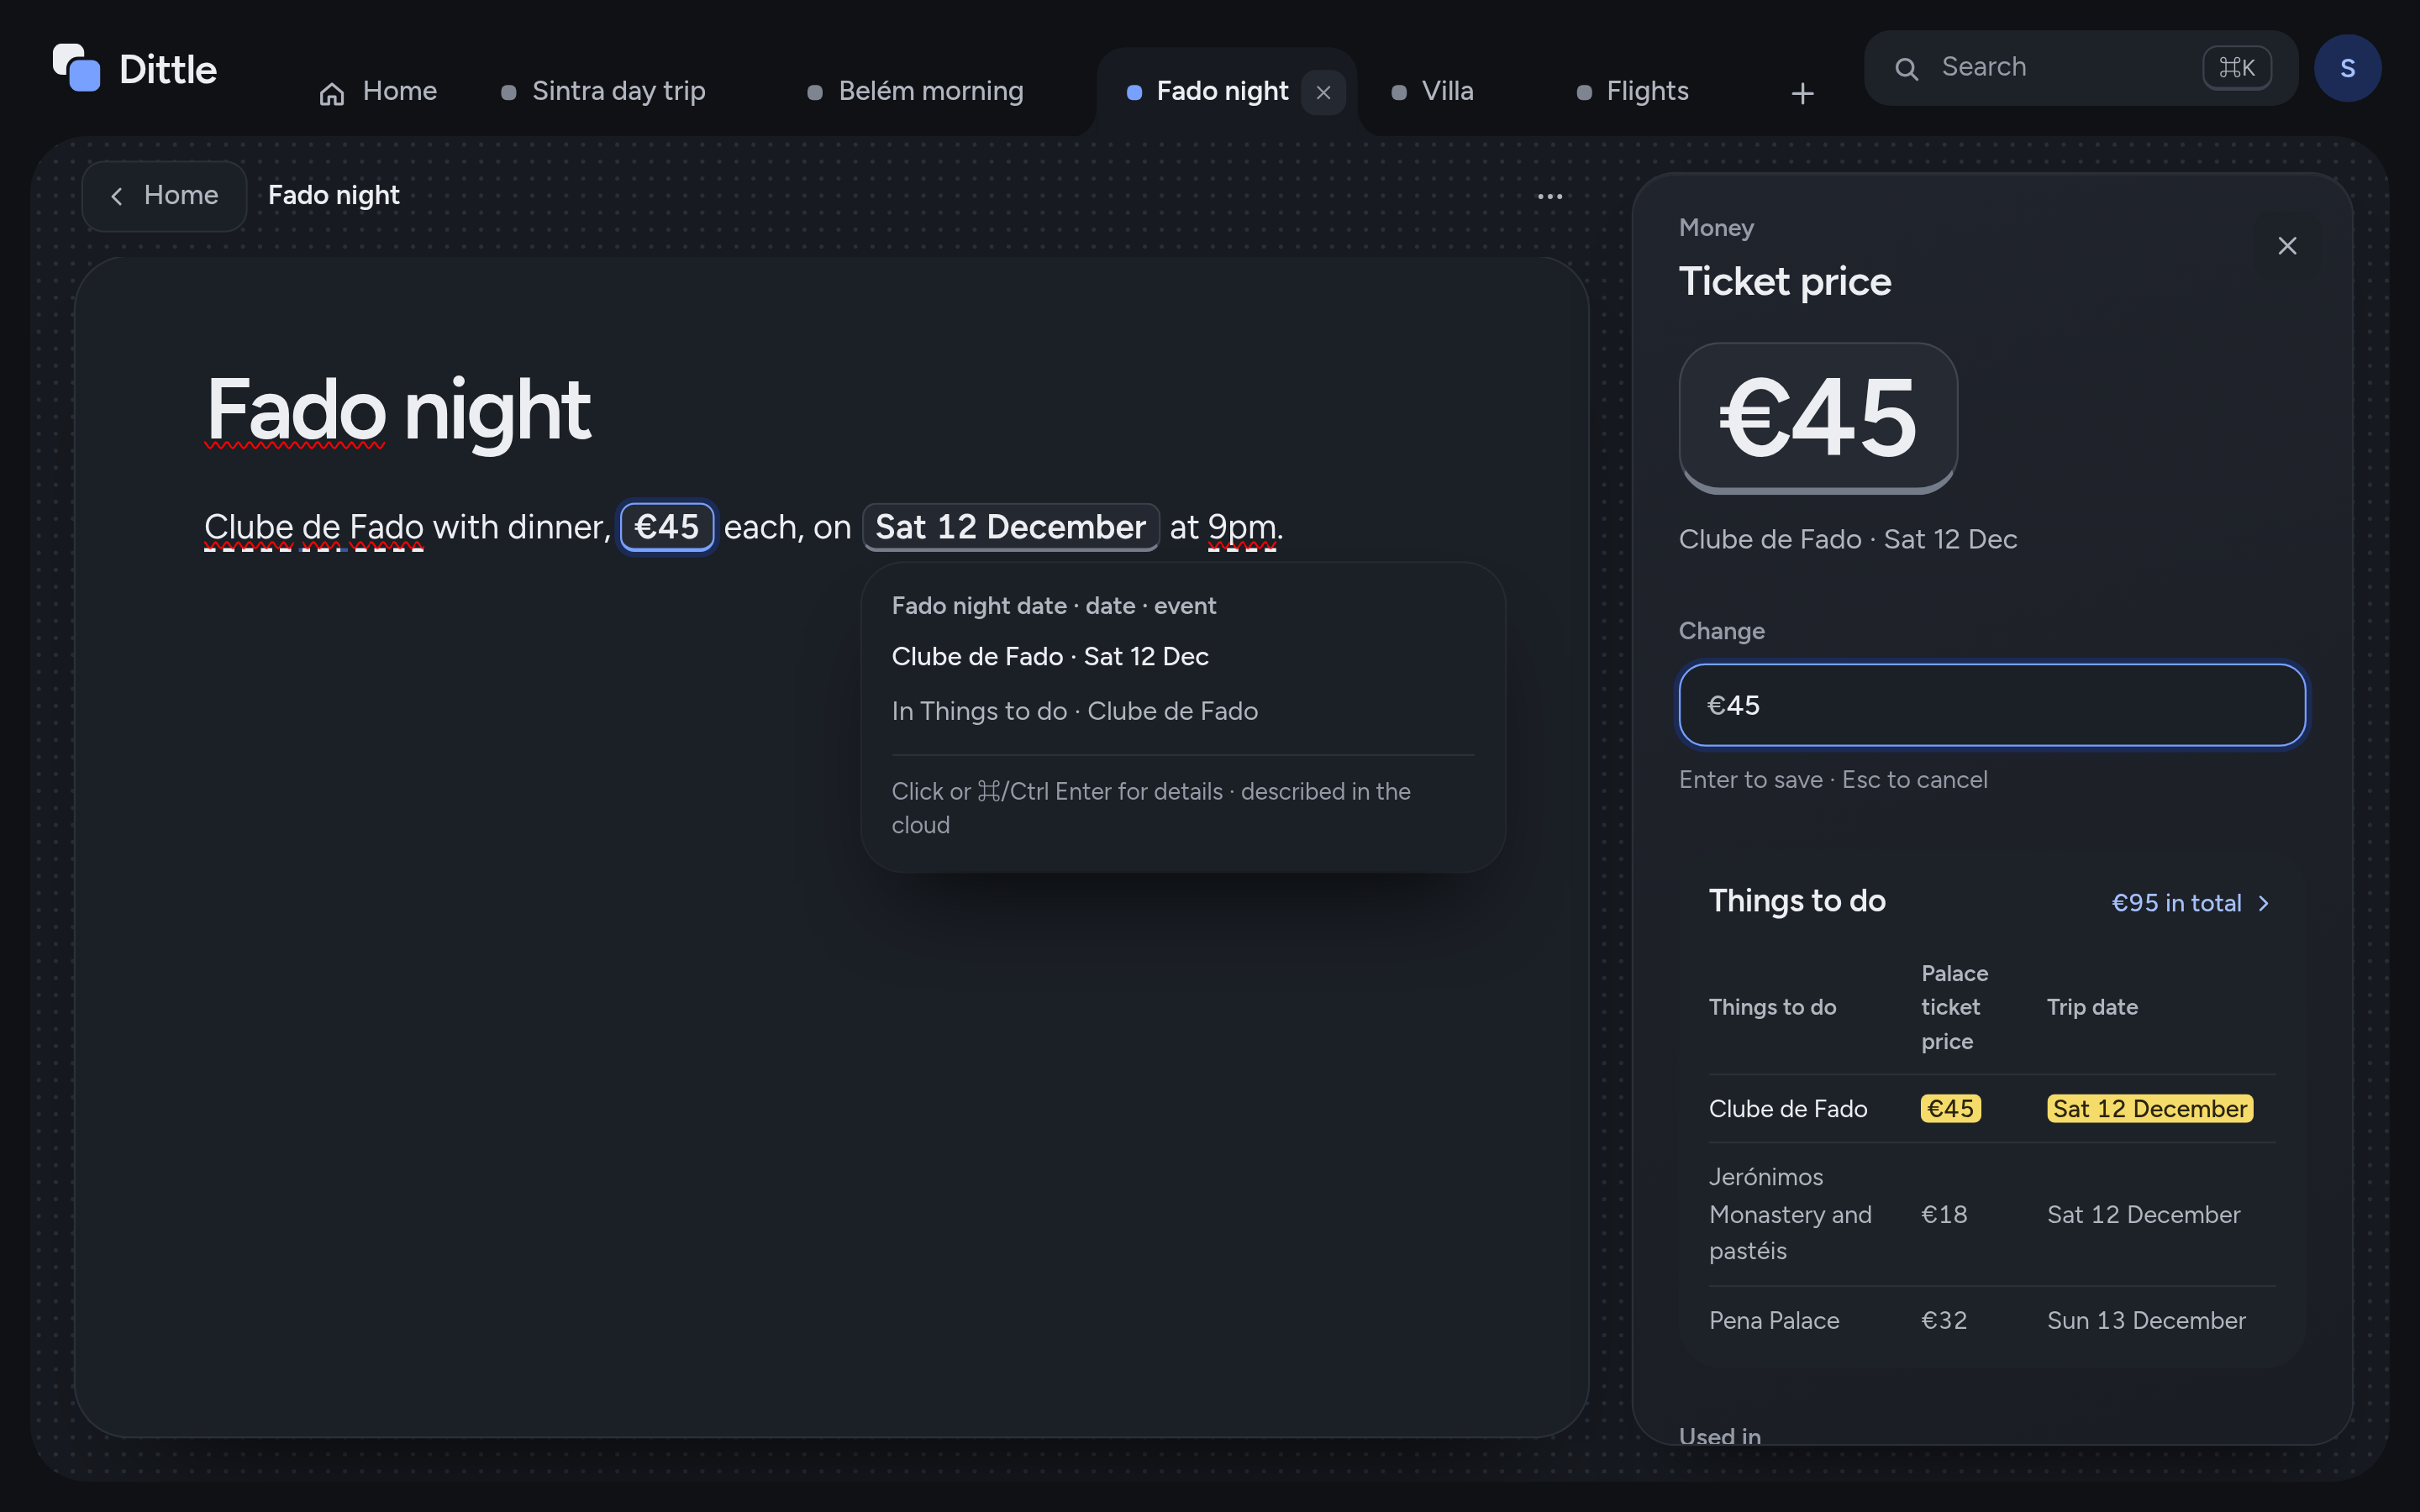 Dittle
Home
Sintra day trip
Belém morning
Fado night
Villa
Flights
Search
⌘K
S
Home
Fado night
Fado night
Clube de Fado with dinner, €45 each, on Sat 12 December at 9pm.
Fado night date · date · event
Clube de Fado · Sat 12 Dec
In Things to do · Clube de Fado
Click or ⌘/Ctrl Enter for details · described in the
cloud
Money
Ticket price
€45
Clube de Fado · Sat 12 Dec
Change
€45
Enter to save · Esc to cancel
Things to do
€95 in total
Things to do
Palace
ticket
price
Trip date
Clube de Fado €45 Sat 12 December
Jerónimos
Monastery and
pastéis
€18 Sat 12 December
Pena Palace €32 Sun 13 December
Used in